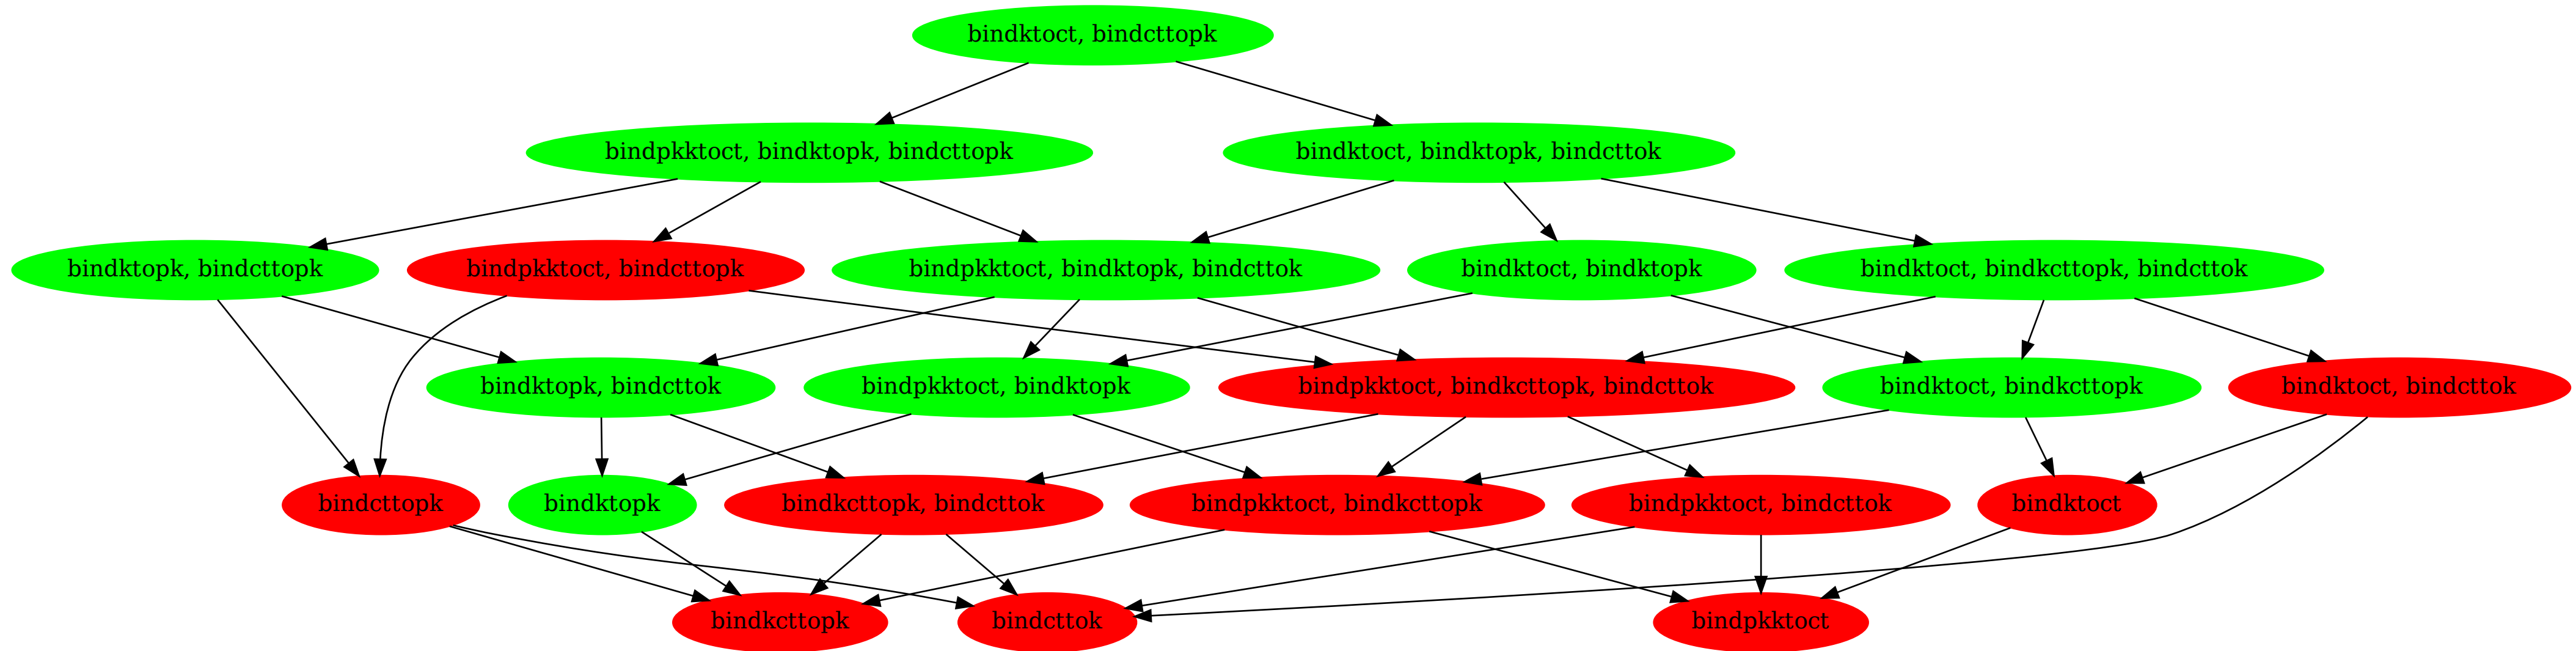 bindktoct, bindcttopk
bindpkktoct, bindktopk, bindcttopk
bindktoct, bindktopk, bindcttok
bindktopk, bindcttopk
bindpkktoct, bindcttopk
bindpkktoct, bindktopk, bindcttok
bindktoct, bindktopk
bindktoct, bindkcttopk, bindcttok
bindktopk, bindcttok
bindpkktoct, bindktopk
bindpkktoct, bindkcttopk, bindcttok
bindktoct, bindkcttopk
bindktoct, bindcttok
bindcttopk
bindktopk
bindkcttopk, bindcttok
bindpkktoct, bindkcttopk
bindpkktoct, bindcttok
bindktoct
bindkcttopk
bindcttok
bindpkktoct